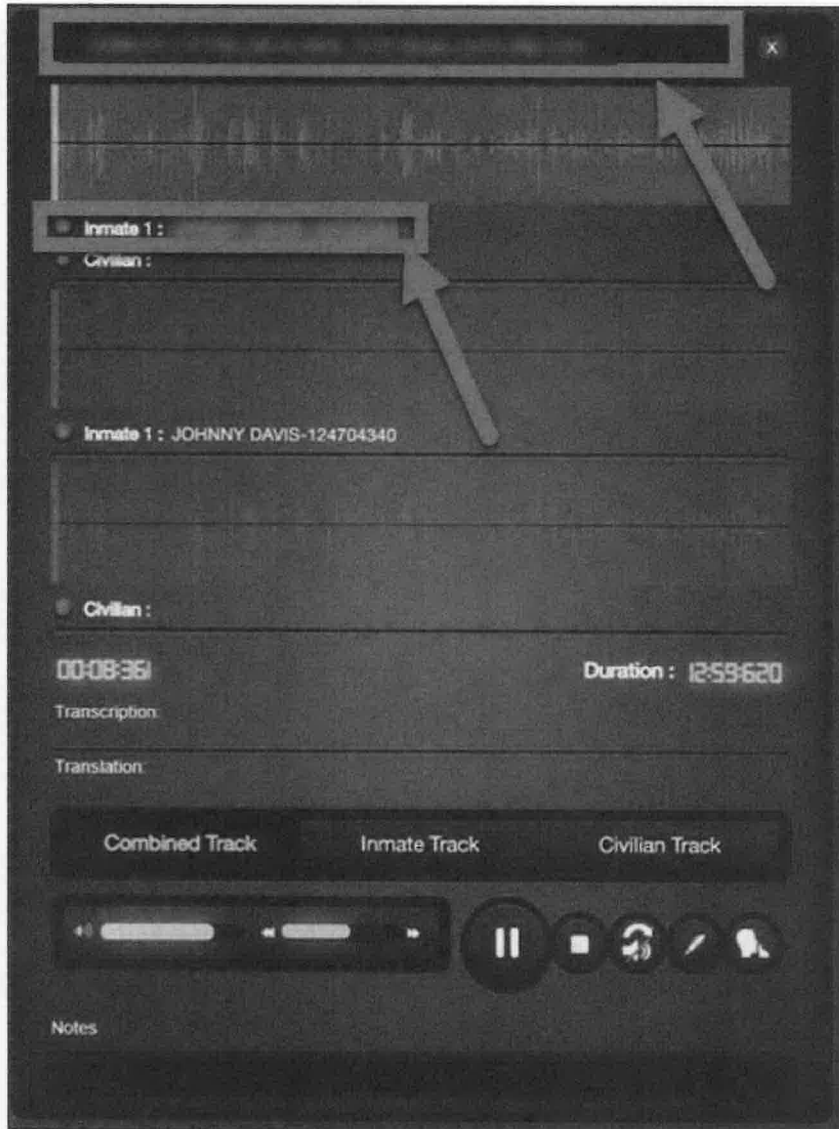 X
Inmate 1 :
Civilian :
Inmate 1 : JOHNNY DAVIS-124704340
Civilian :
00:08:361 Duration : 12:59:620
Transcription:
Translation:
Combined Track Inmate Track Civilian Track
Notes